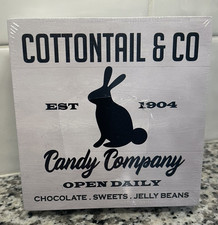 COTTONTAIL & CO
EST 1904
Candy Company
OPEN DAILY
CHOCOLATE . SWEETS . JELLY BEANS